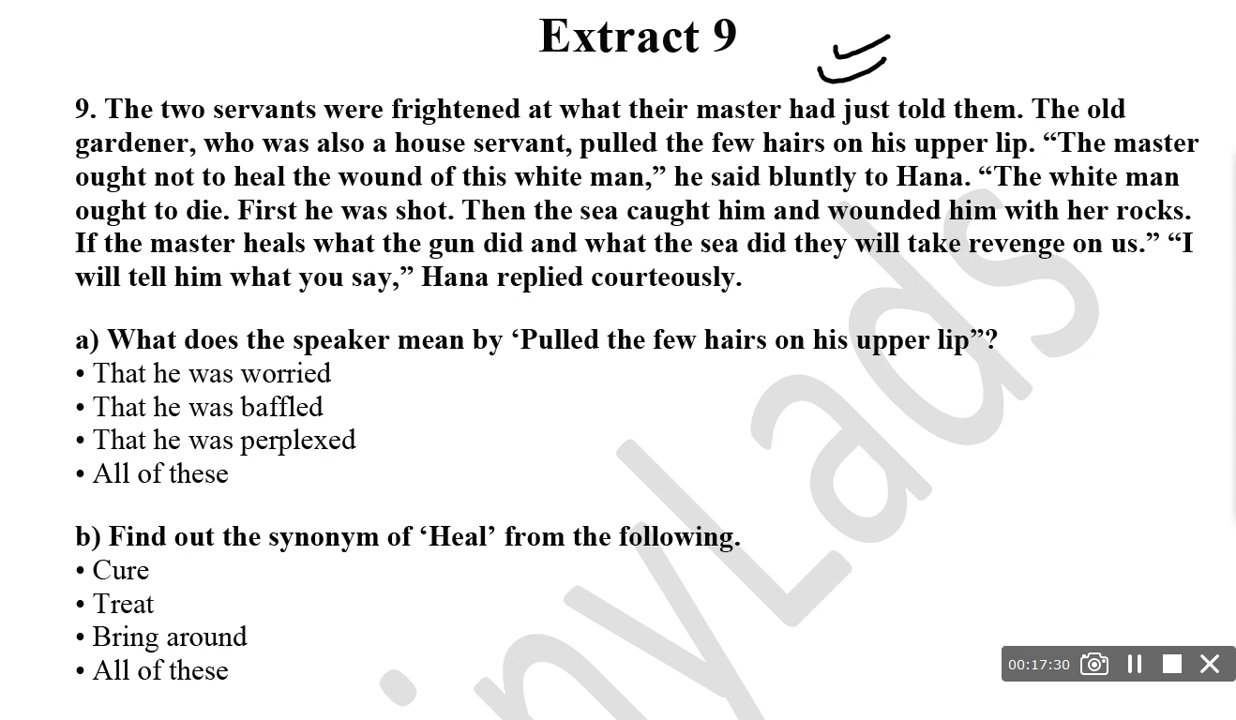 Extract 9
9. The two servants were frightened at what their master had just told them. The old
gardener, who was also a house servant, pulled the few hairs on his upper lip. “The master
ought not to heal the wound of this white man,” he said bluntly to Hana. “The white man
ought to die. First he was shot. Then the sea caught him and wounded him with her rocks.
If the master heals what the gun did and what the sea did they will take revenge on us.” “I
will tell him what you say,” Hana replied courteously.
a) What does the speaker mean by ‘Pulled the few hairs on his upper lip”?
• That he was worried
• That he was baffled
• That he was perplexed
• All of these
b) Find out the synonym of ‘Heal’ from the following.
• Cure
• Treat
• Bring around
• All of these
00:17:30
inyLads